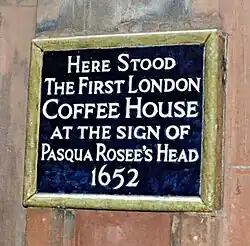 HERE STOOD
THE FIRST LONDON
COFFEE HOUSE
AT THE SIGN OF
PASQUA ROSEE'S HEAD
1652